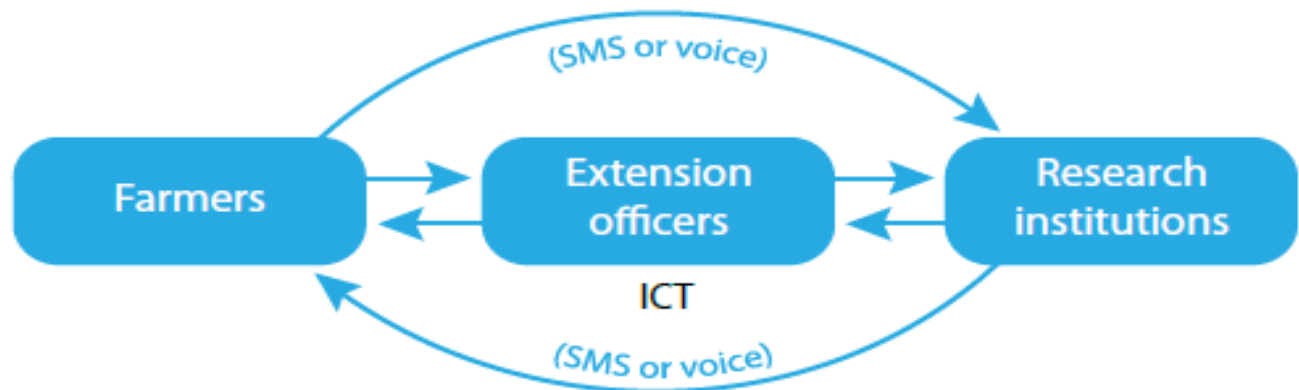 (SMS or voice)
Farmers
Extension
officers
Research
institutions
ICT
(SMS or voice)